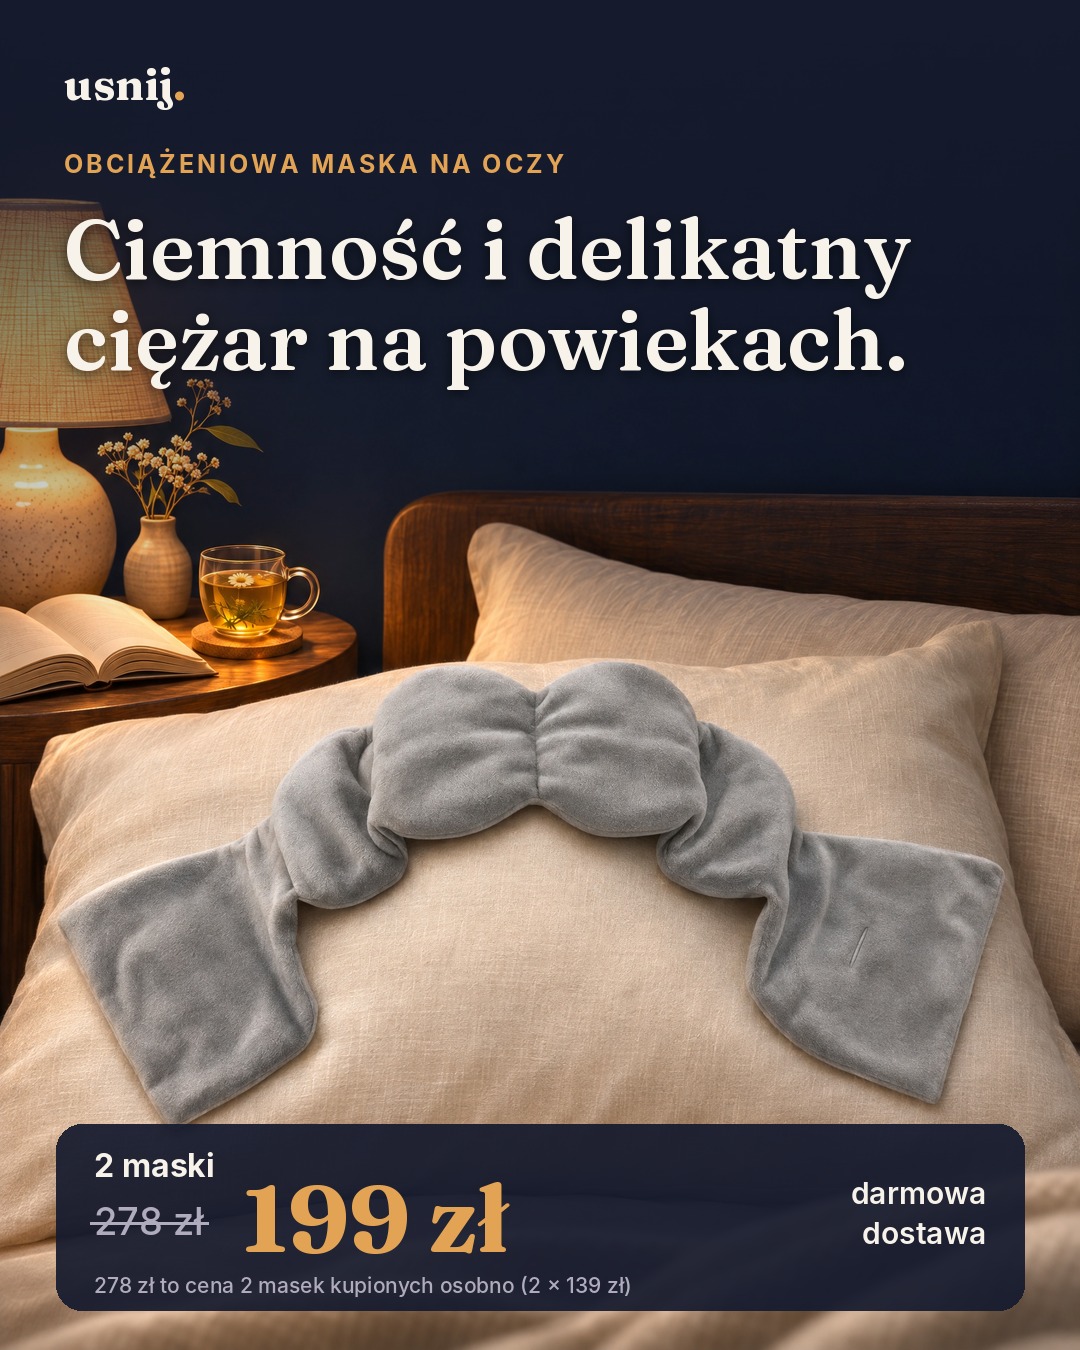 usnij.
OBCIĄŻENIOWA MASKA NA OCZY
Ciemność i delikatny
ciężar na powiekach.
2 maski
278 zł
199 zł
darmowa
dostawa
278 zł to cena 2 masek kupionych osobno (2 × 139 zł)